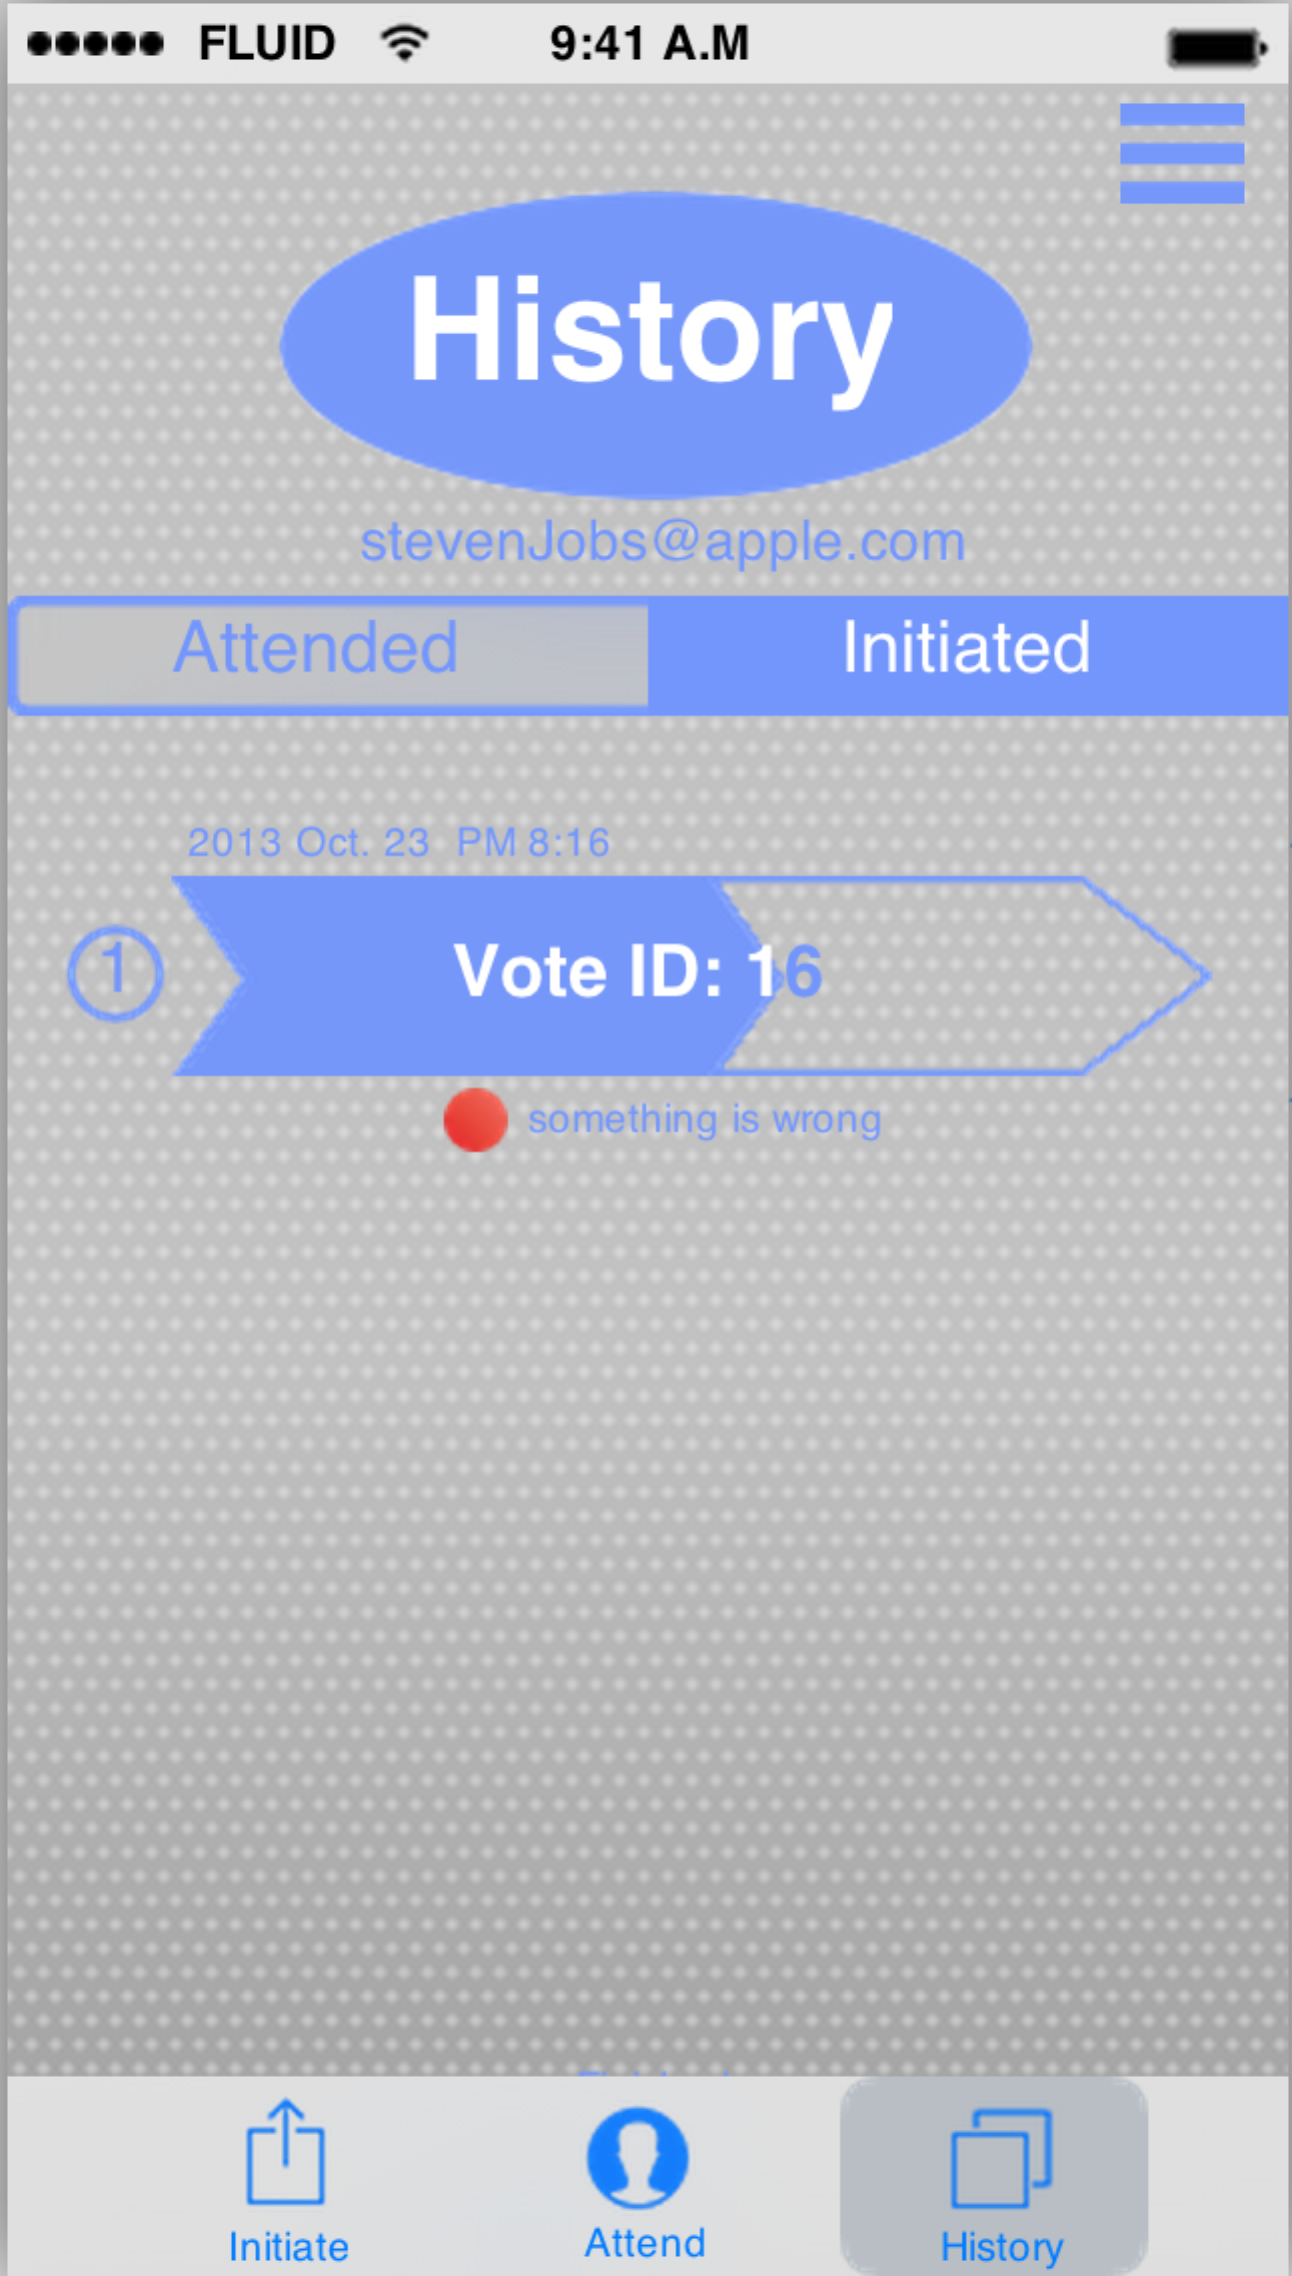 FLUID 9:41 A.M
History
stevenJobs@apple.com
Attended Initiated
2013 Oct. 23 PM 8:16
1 Vote ID: 16
something is wrong
Initiate Attend History